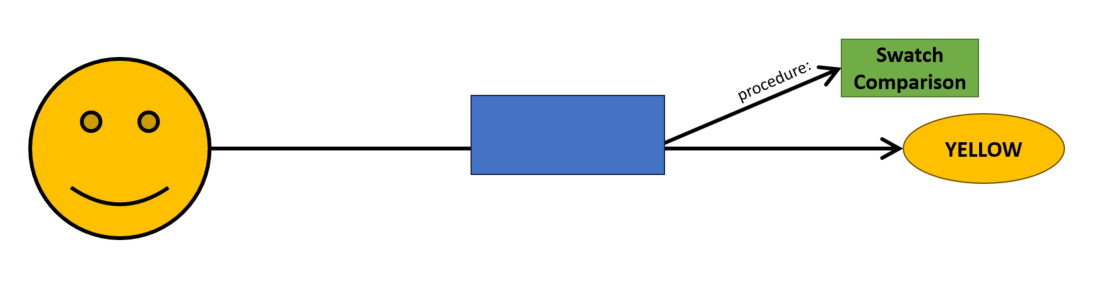 procedure:
Swatch
Comparison
YELLOW